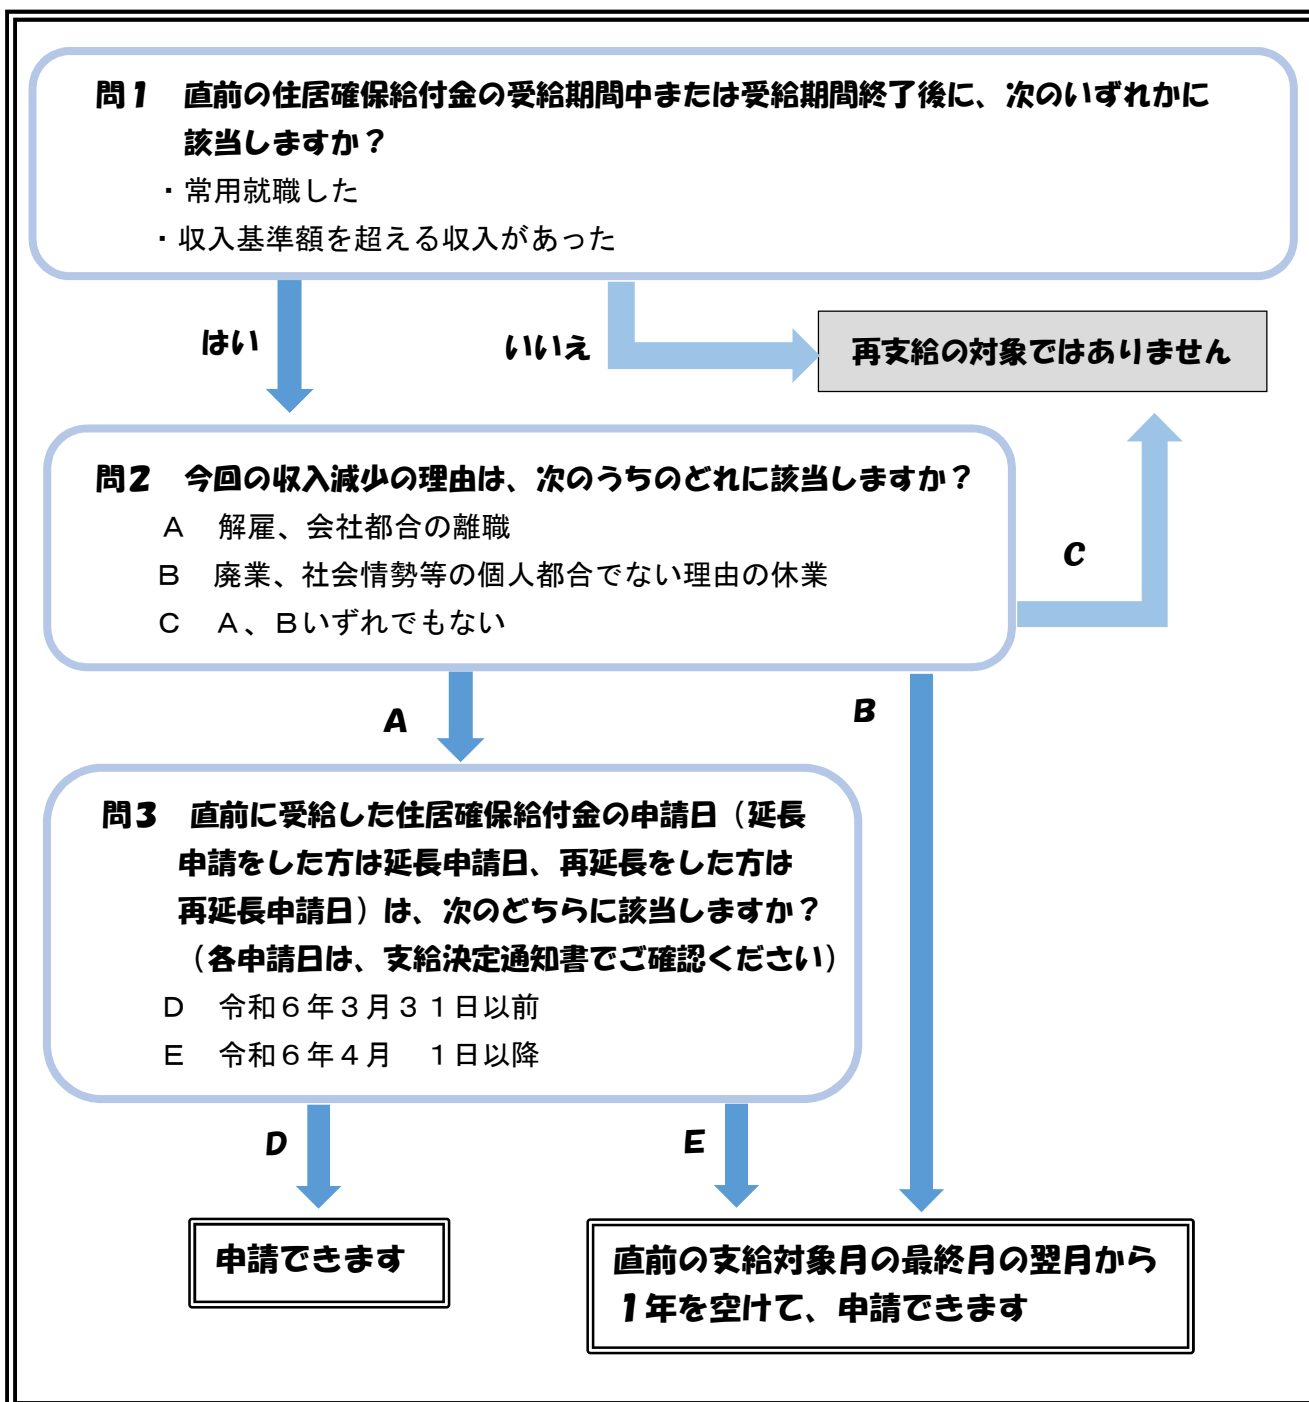 問1 直前の住居確保給付金の受給期間中または受給期間終了後に、次のいずれかに
該当しますか？
・常用就職した
・収入基準額を超える収入があった
はい
いいえ
再支給の対象ではありません
問2 今回の収入減少の理由は、次のうちのどれに該当しますか？
Ａ 解雇、会社都合の離職
Ｂ 廃業、社会情勢等の個人都合でない理由の休業
Ｃ Ａ、Ｂいずれでもない
C
A
B
問3 直前に受給した住居確保給付金の申請日（延長
申請をした方は延長申請日、再延長をした方は
再延長申請日）は、次のどちらに該当しますか？
（各申請日は、支給決定通知書でご確認ください）
Ｄ 令和６年３月３１日以前
Ｅ 令和６年４月 １日以降
D
E
申請できます
直前の支給対象月の最終月の翌月から
1年を空けて、申請できます